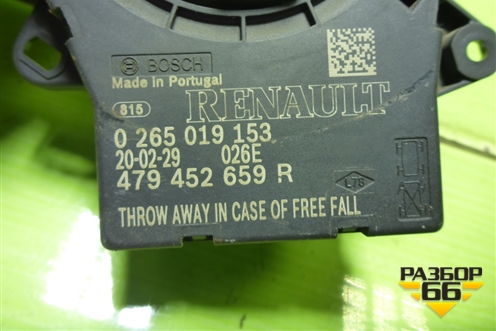 BOSCH
Made in Portugal
815
RENAULT
0 265 019 153
20-02-29 026E
479 452 659 R
L78
THROW AWAY IN CASE OF FREE FALL
РАЗБОР
66